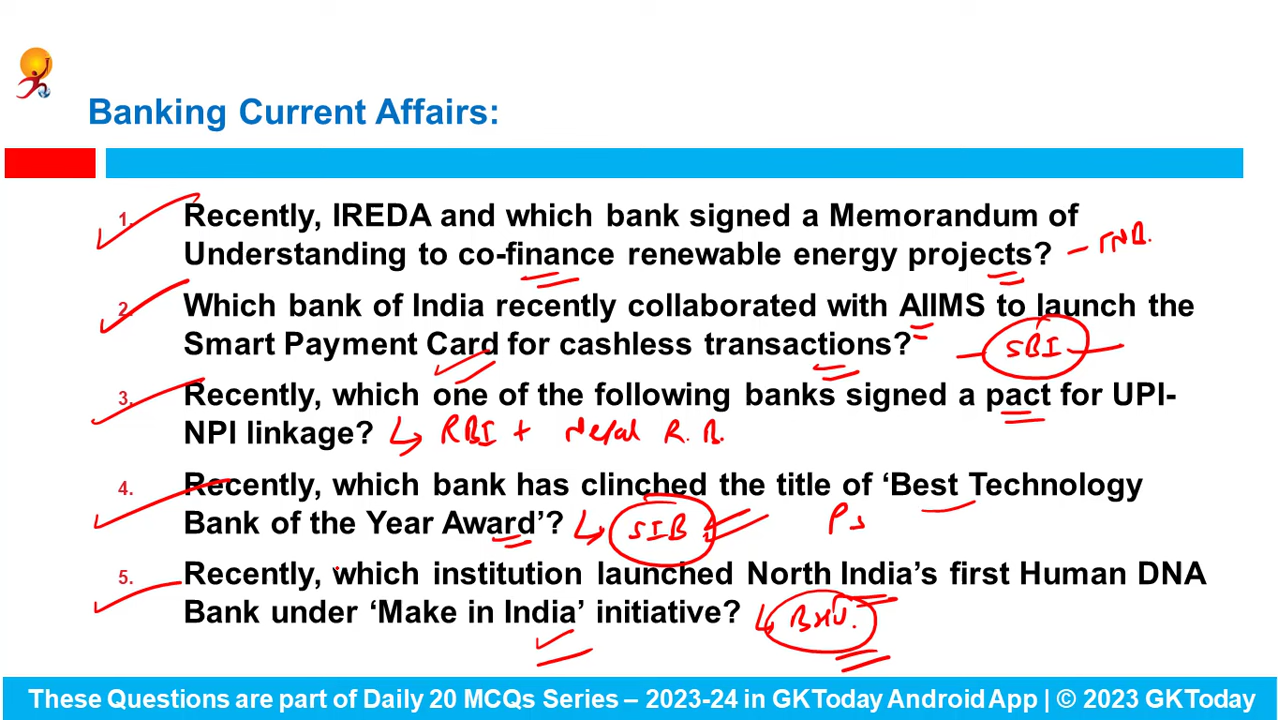 Banking Current Affairs:
1. Recently, IREDA and which bank signed a Memorandum of
Understanding to co-finance renewable energy projects? - PNB.
2. Which bank of India recently collaborated with AIIMS to launch the
Smart Payment Card for cashless transactions? SBI
3. Recently, which one of the following banks signed a pact for UPI-
NPI linkage? RBI + Nepal R. B.
4. Recently, which bank has clinched the title of ‘Best Technology
Bank of the Year Award’? SIB
5. Recently, which institution launched North India’s first Human DNA
Bank under ‘Make in India’ initiative? BHU.
These Questions are part of Daily 20 MCQs Series – 2023-24 in GKToday Android App | © 2023 GKToday